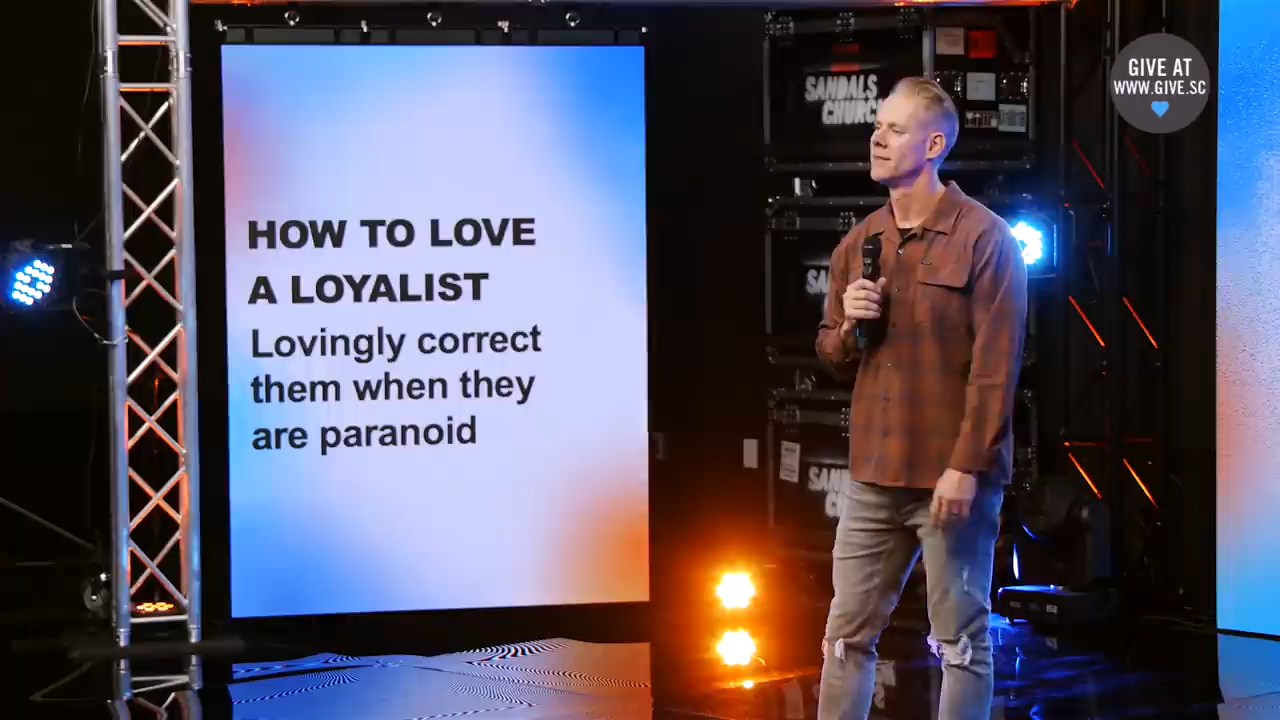 HOW TO LOVE
A LOYALIST
Lovingly correct
them when they
are paranoid
GIVE AT
WWW.GIVE.SC
SANDALS
CHURCH